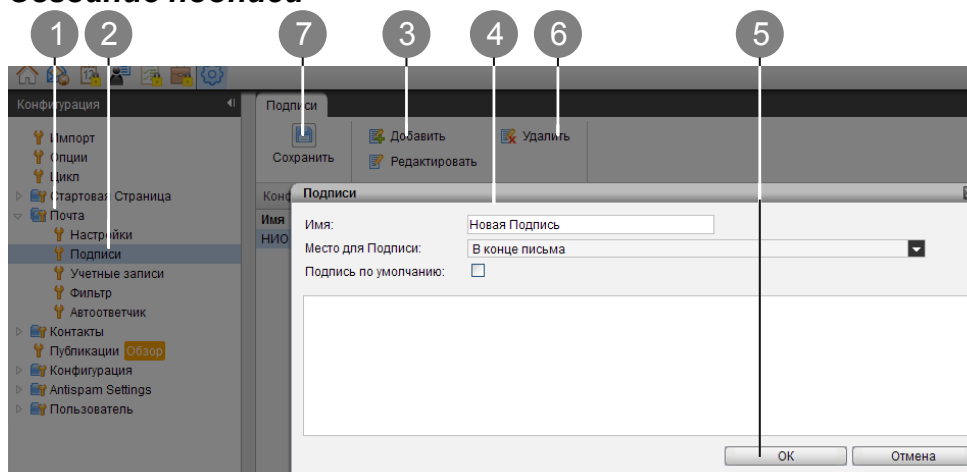 Создание подписи
1 2 7 3 4 6 5
Конфигурация
Подписи
Импорт
Опции
Цикл
Стартовая Страница
Почта
Настройки
Подписи
Учетные записи
Фильтр
Автоответчик
Контакты
Публикации Обзор
Конфигурация
Antispam Settings
Пользователь
Сохранить
Добавить
Редактировать
Удалить
Имя
НИО
Подписи
Имя: Новая Подпись
Место для Подписи: В конце письма
Подпись по умолчанию:
OK Отмена